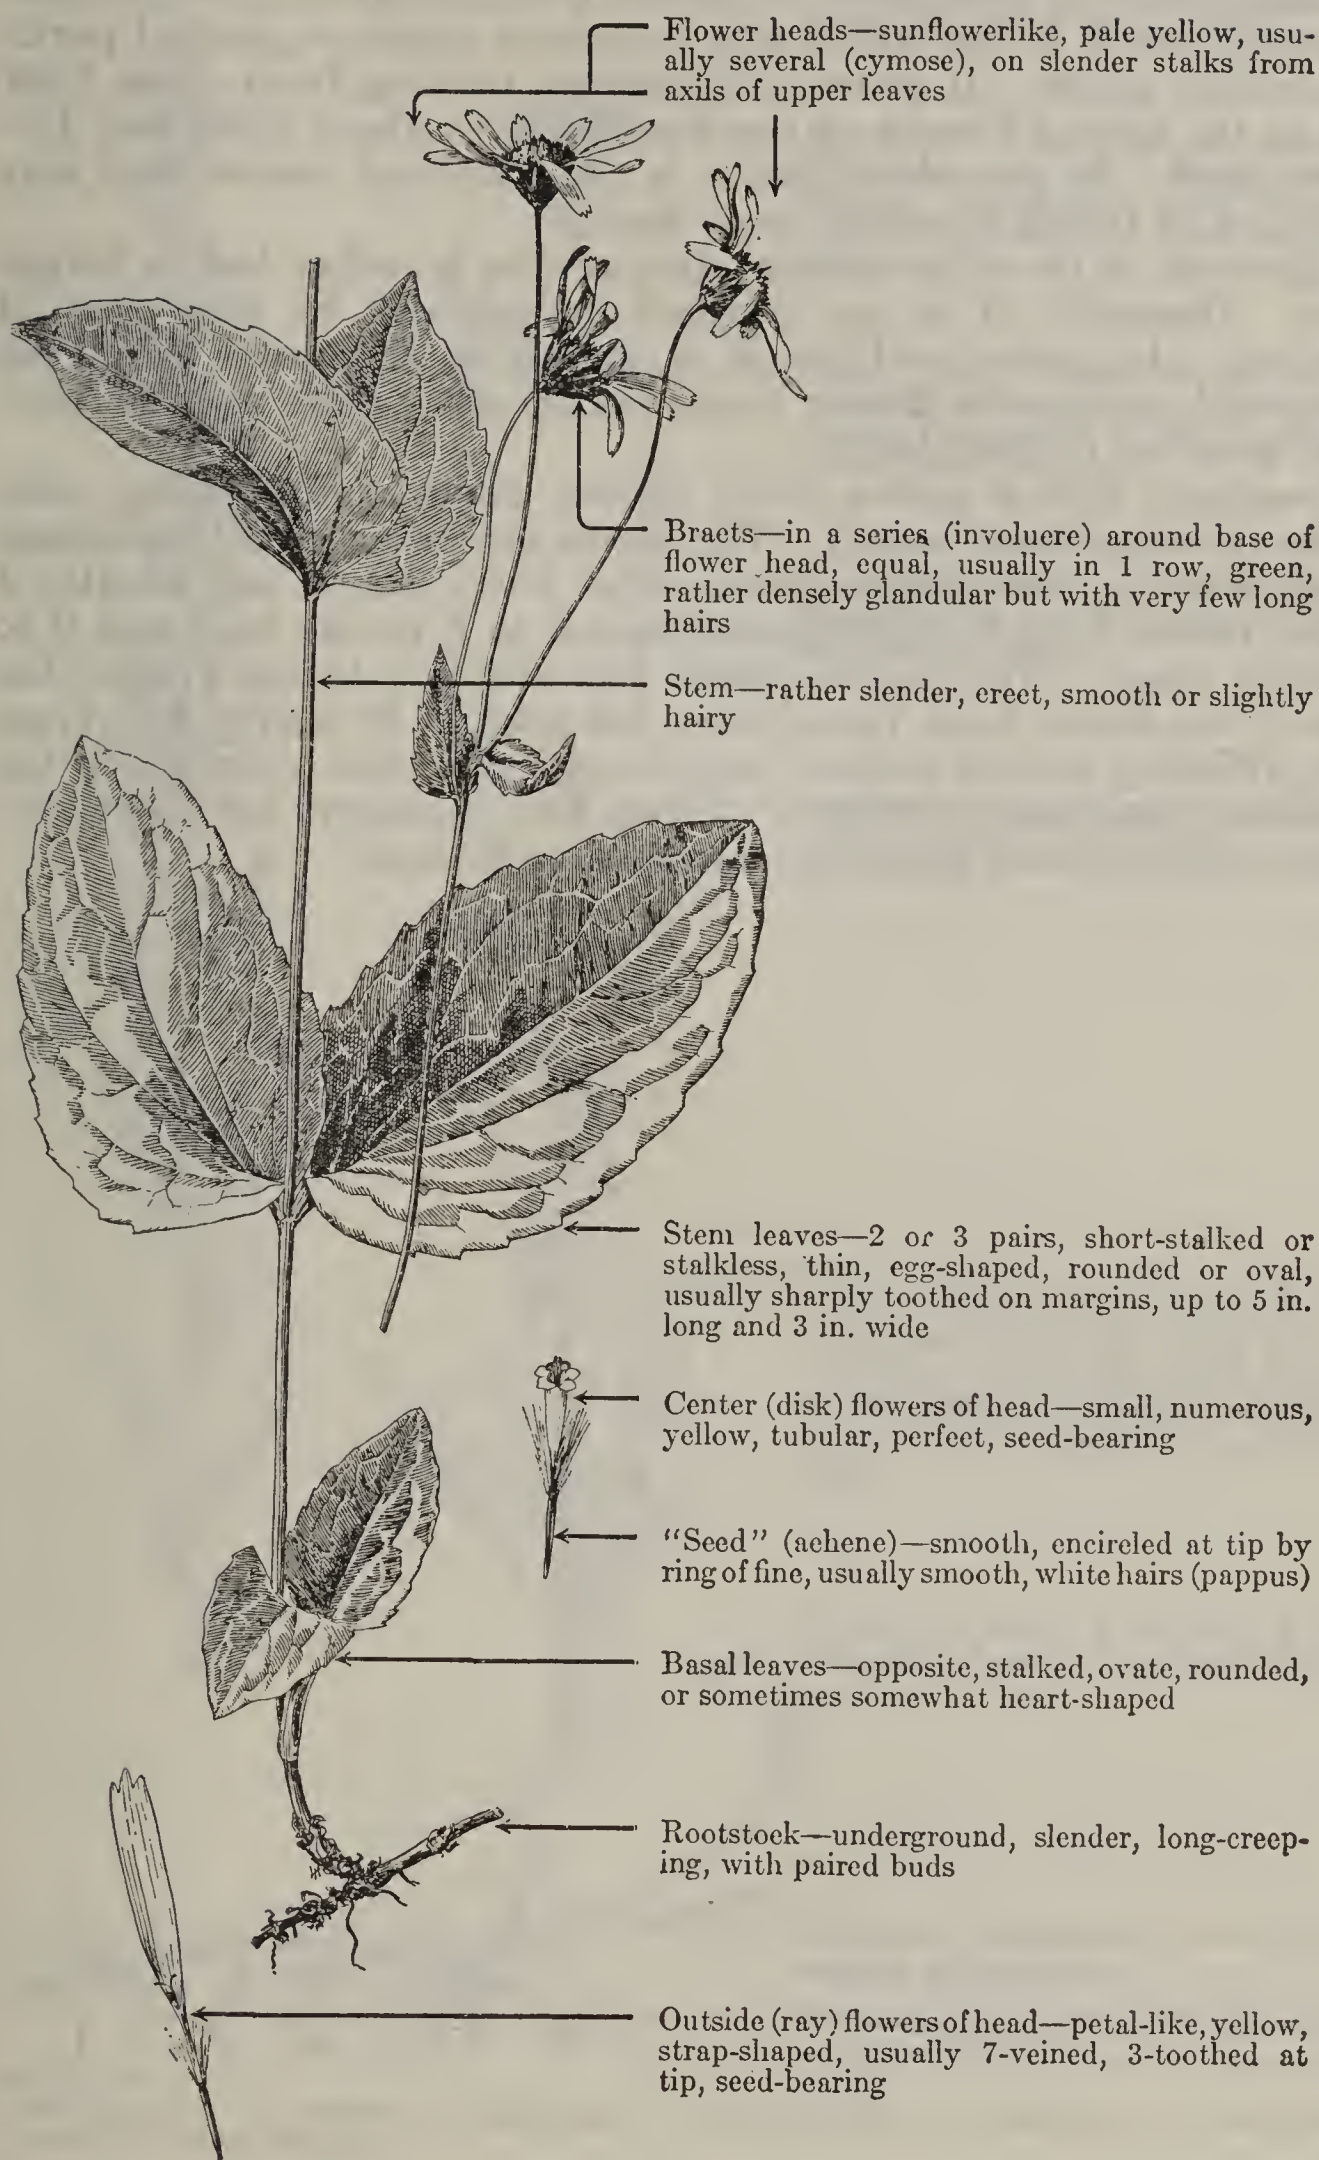 Flower heads—sunflowerlike, pale yellow, usu-
ally several (cymose), on slender stalks from
axils of upper leaves
Bracts—in a series (involucre) around base of
flower head, equal, usually in 1 row, green,
rather densely glandular but with very few long
hairs
Stem—rather slender, erect, smooth or slightly
hairy
Stem leaves—2 or 3 pairs, short-stalked or
stalkless, thin, egg-shaped, rounded or oval,
usually sharply toothed on margins, up to 5 in.
long and 3 in. wide
Center (disk) flowers of head—small, numerous,
yellow, tubular, perfect, seed-bearing
"Seed" (achene)—smooth, encircled at tip by
ring of fine, usually smooth, white hairs (pappus)
Basal leaves—opposite, stalked, ovate, rounded,
or sometimes somewhat heart-shaped
Rootstock—underground, slender, long-creep-
ing, with paired buds
Outside (ray) flowers of head—petal-like, yellow,
strap-shaped, usually 7-veined, 3-toothed at
tip, seed-bearing